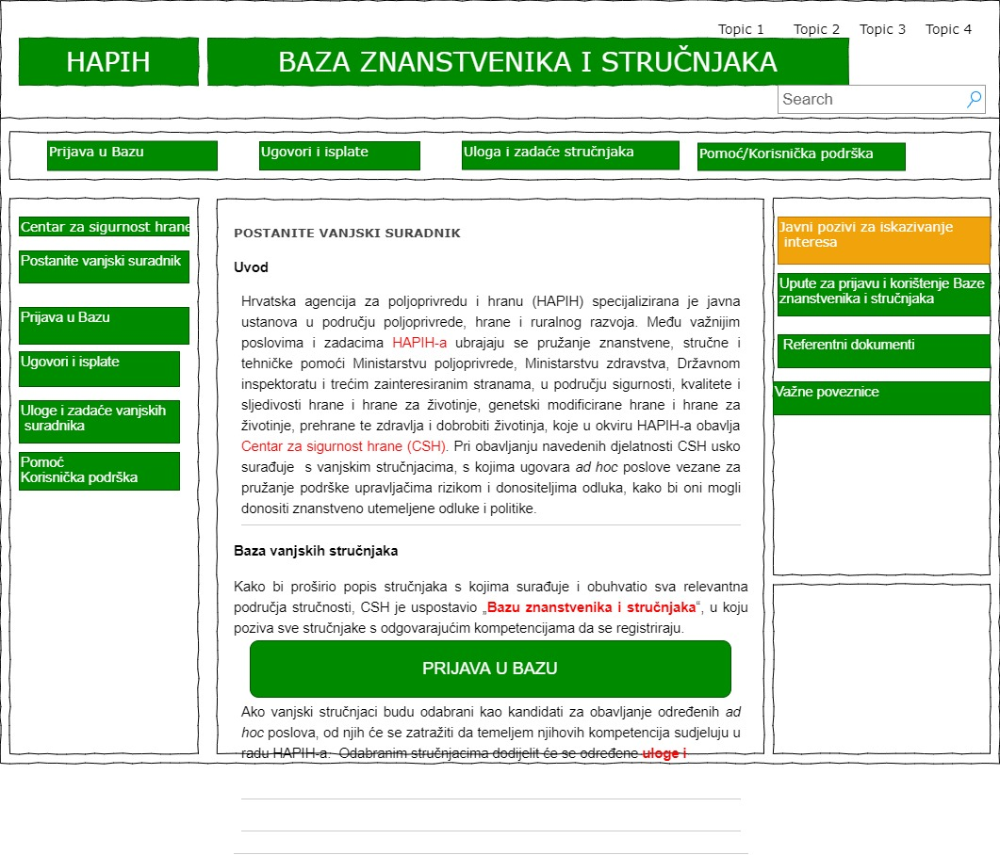 Topic 1 Topic 2 Topic 3 Topic 4
HAPIH
BAZA ZNANSTVENIKA I STRUČNJAKA
Search
Prijava u Bazu
Ugovori i isplate
Uloga i zadaće stručnjaka
Pomoć/Korisnička podrška
Centar za sigurnost hrane
Postanite vanjski suradnik
Prijava u Bazu
Ugovori i isplate
Uloge i zadaće vanjskih
suradnika
Pomoć
Korisnička podrška
POSTANITE VANJSKI SURADNIK
Uvod
Hrvatska agencija za poljoprivredu i hranu (HAPIH) specijalizirana je javna
ustanova u području poljoprivrede, hrane i ruralnog razvoja. Među važnijim
poslovima i zadacima HAPIH-a ubrajaju se pružanje znanstvene, stručne i
tehničke pomoći Ministarstvu poljoprivrede, Ministarstvu zdravstva, Državnom
inspektoratu i trećim zainteresiranim stranama, u području sigurnosti, kvalitete i
sljedivosti hrane i hrane za životinje, genetski modificirane hrane i hrane za
životinje, prehrane te zdravlja i dobrobiti životinja, koje u okviru HAPIH-a obavlja
Centar za sigurnost hrane (CSH). Pri obavljanju navedenih djelatnosti CSH usko
surađuje s vanjskim stručnjacima, s kojima ugovara ad hoc poslove vezane za
pružanje podrške upravljačima rizikom i donositeljima odluka, kako bi oni mogli
donositi znanstveno utemeljene odluke i politike.
Baza vanjskih stručnjaka
Kako bi proširio popis stručnjaka s kojima surađuje i obuhvatio sva relevantna
područja stručnosti, CSH je uspostavio „Bazu znanstvenika i stručnjaka“, u koju
poziva sve stručnjake s odgovarajućim kompetencijama da se registriraju.
PRIJAVA U BAZU
Ako vanjski stručnjaci budu odabrani kao kandidati za obavljanje određenih ad
hoc poslova, od njih će se zatražiti da temeljem njihovih kompetencija sudjeluju u
radu HAPIH-a. Odabranim stručnjacima dodijelit će se određene uloge i
Javni pozivi za iskazivanje
interesa
Upute za prijavu i korištenje Baze
znanstvenika i stručnjaka
Referentni dokumenti
Važne poveznice